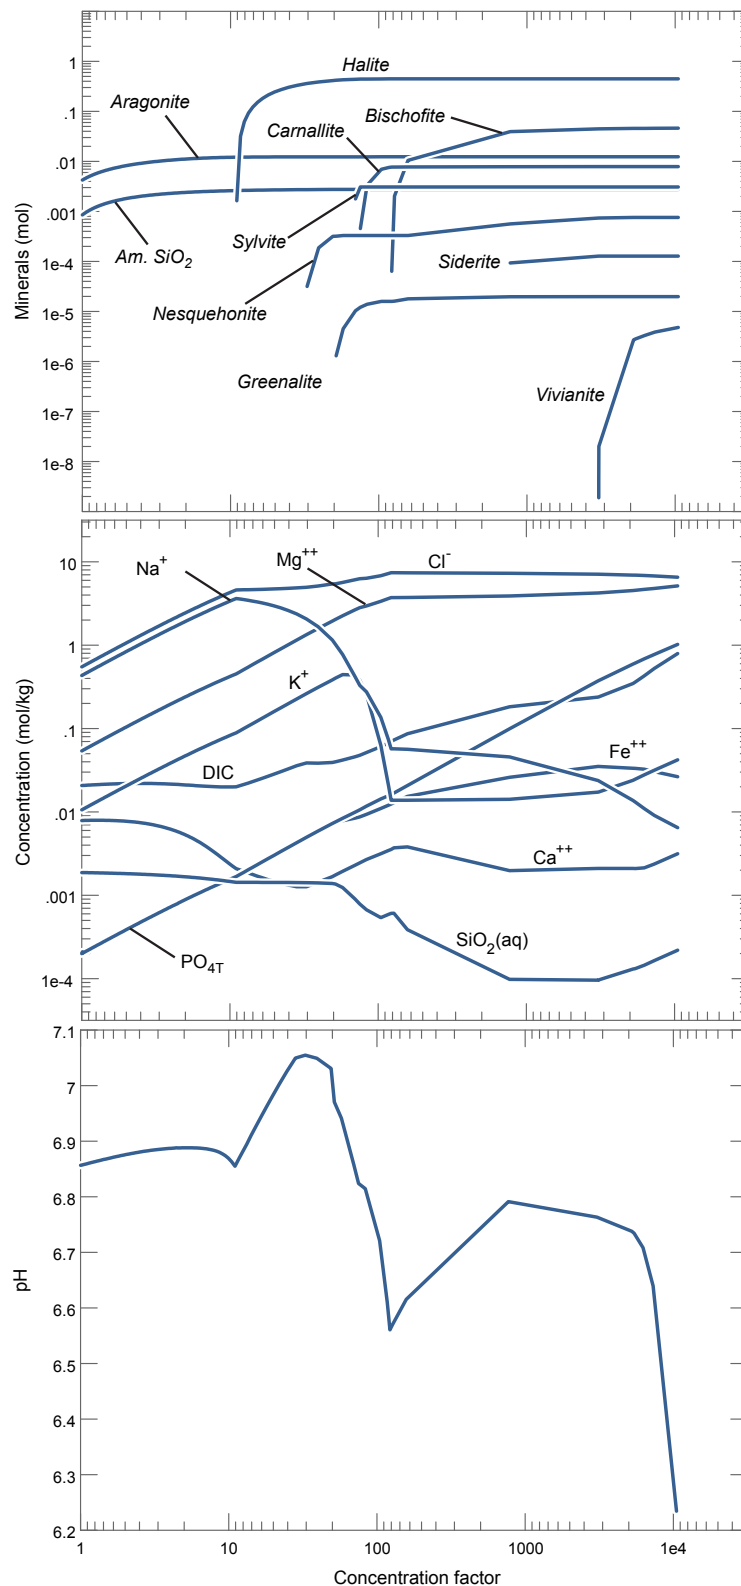 1
.1
.01
.001
1e-4
1e-5
1e-6
1e-7
1e-8
Minerals (mol)
Halite
Aragonite
Bischofite
Carnallite
Sylvite
Am. SiO2
Siderite
Nesquehonite
Greenalite
Vivianite
10
1
.1
.01
.001
1e-4
Concentration (mol/kg)
Mg++
Cl-
Na+
K+
DIC
Fe++
Ca++
SiO2(aq)
PO4T
7.1
7
6.9
6.8
6.7
6.6
6.5
6.4
6.3
6.2
pH
1 10 100 1000 1e4
Concentration factor